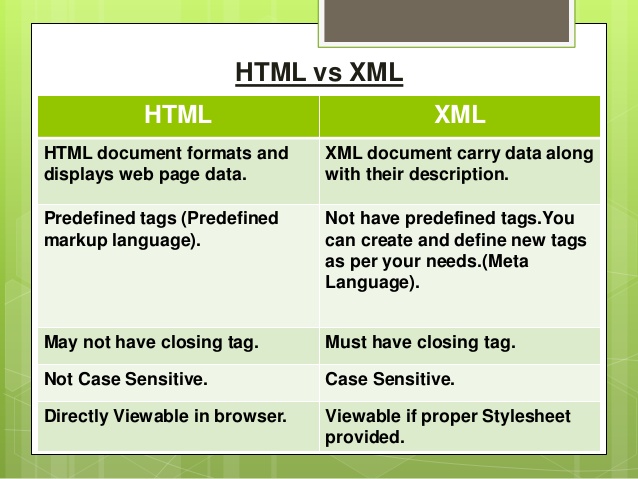 HTML vs XML
HTML
XML
HTML document formats and
displays web page data.
XML document carry data along
with their description.
Predefined tags (Predefined
markup language).
Not have predefined tags.You
can create and define new tags
as per your needs.(Meta
Language).
May not have closing tag.
Must have closing tag.
Not Case Sensitive.
Case Sensitive.
Directly Viewable in browser.
Viewable if proper Stylesheet
provided.